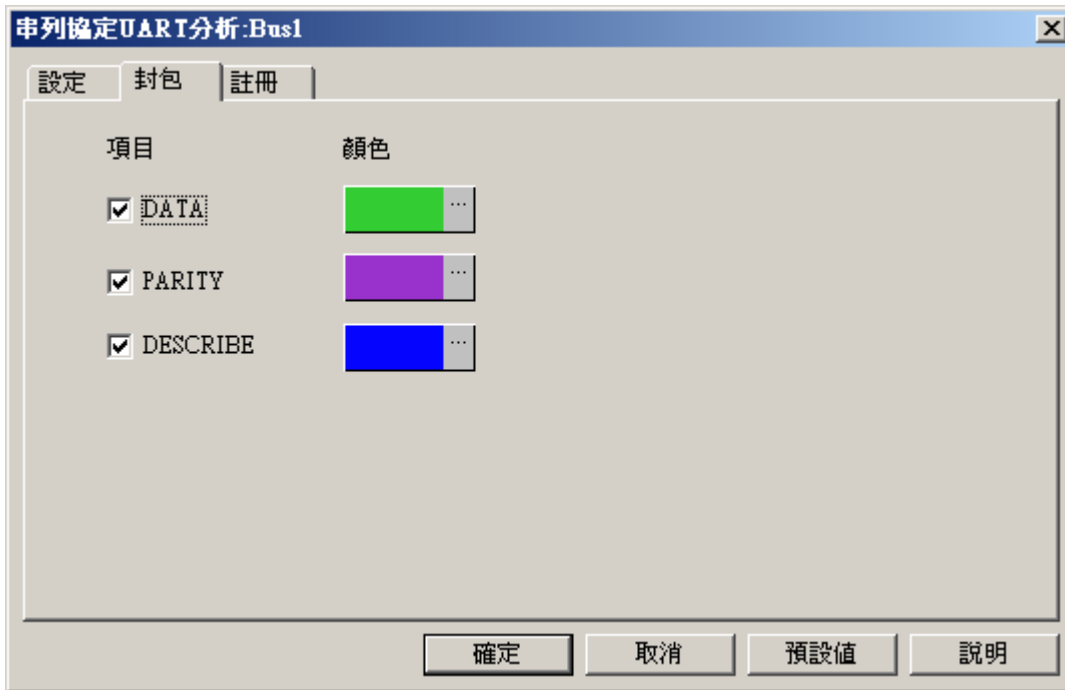 串列協定UART分析:Bus1
設定 封包 註冊
項目 顏色
DATA ...
PARITY ...
DESCRIBE ...
確定 取消 預設值 說明